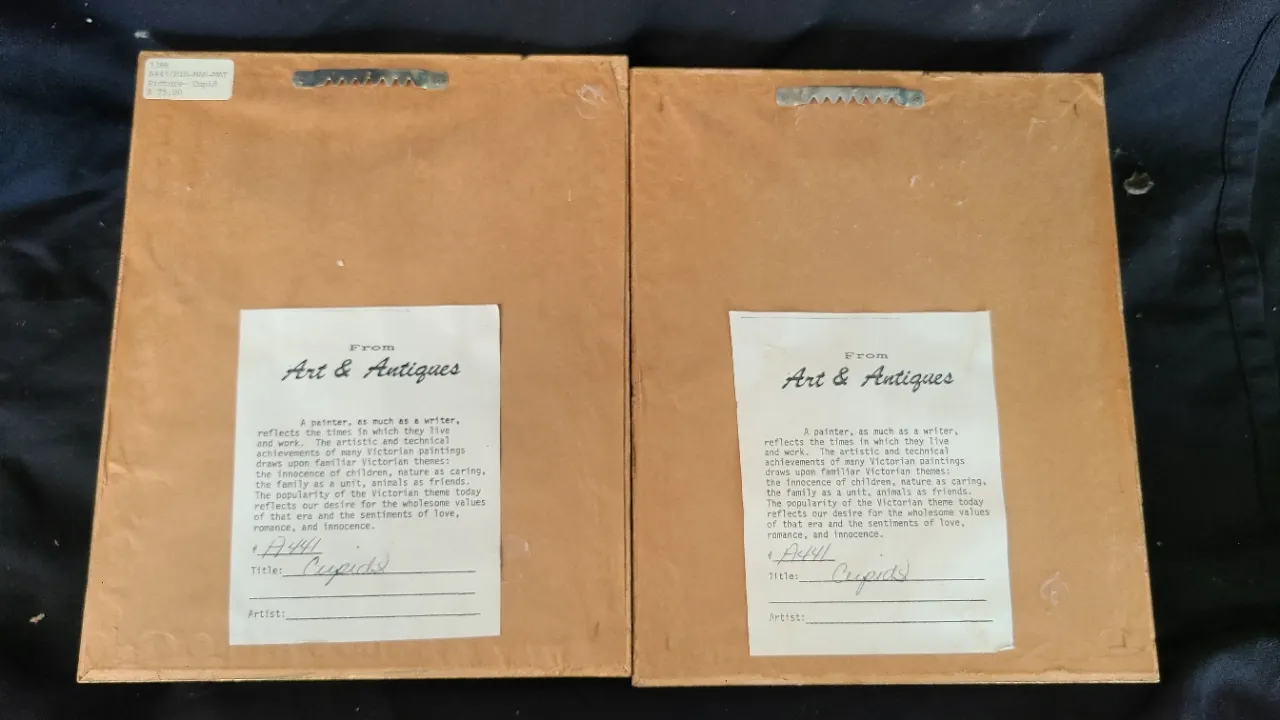 Picture- Cupid
$ 75.00
From
Art & Antiques
A painter, as much as a writer,
reflects the times in which they live
and work. The artistic and technical
achievements of many Victorian paintings
draws upon familiar Victorian themes:
the innocence of children, nature as caring,
the family as a unit, animals as friends.
The popularity of the Victorian theme today
reflects our desire for the wholesome values
of that era and the sentiments of love,
romance, and innocence.
# A441
Title: Cupids
Artist:
From
Art & Antiques
A painter, as much as a writer,
reflects the times in which they live
and work. The artistic and technical
achievements of many Victorian paintings
draws upon familiar Victorian themes:
the innocence of children, nature as caring,
the family as a unit, animals as friends.
The popularity of the Victorian theme today
reflects our desire for the wholesome values
of that era and the sentiments of love,
romance, and innocence.
# A441
Title: Cupids
Artist: